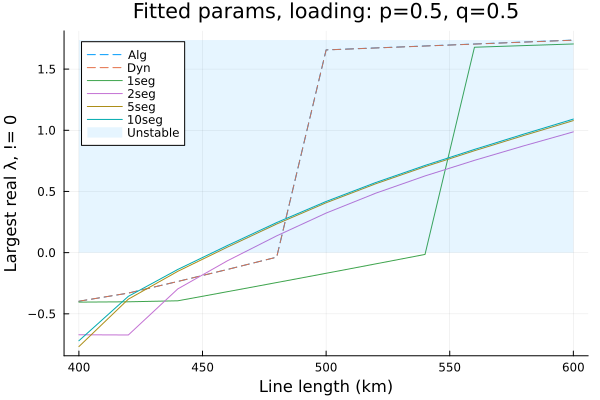 Fitted params, loading: p=0.5, q=0.5
Largest real λ, != 0
1.5
1.0
0.5
0.0
−0.5
Alg
Dyn
1seg
2seg
5seg
10seg
Unstable
400
450
500
550
600
Line length (km)